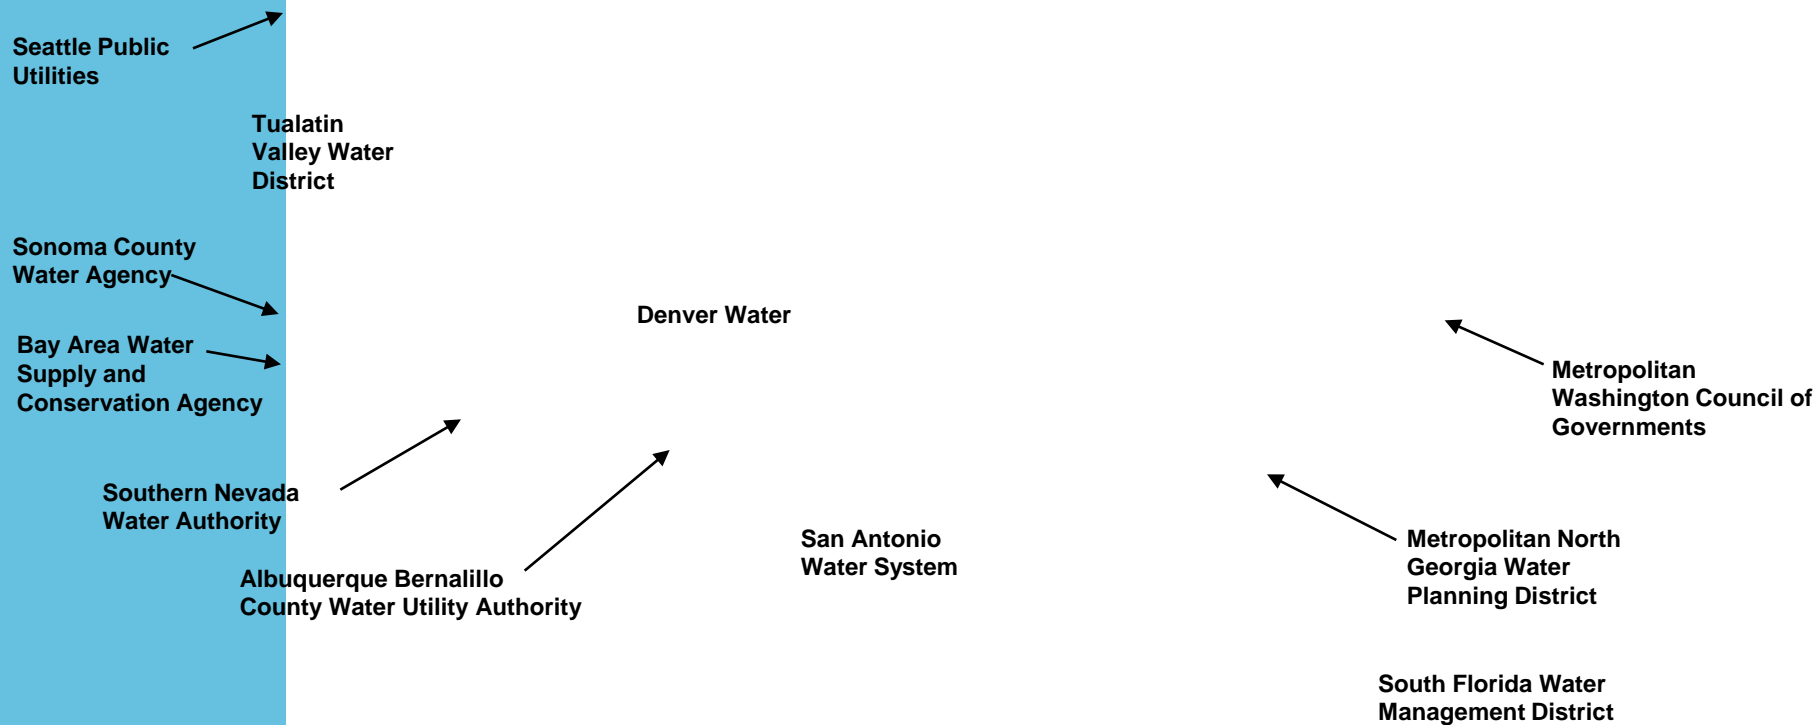 Seattle Public
Utilities
Tualatin
Valley Water
District
Sonoma County
Water Agency
Denver Water
Bay Area Water
Supply and
Conservation Agency
Metropolitan
Washington Council of
Governments
Southern Nevada
Water Authority
San Antonio
Water System
Metropolitan North
Georgia Water
Planning District
Albuquerque Bernalillo
County Water Utility Authority
South Florida Water
Management District